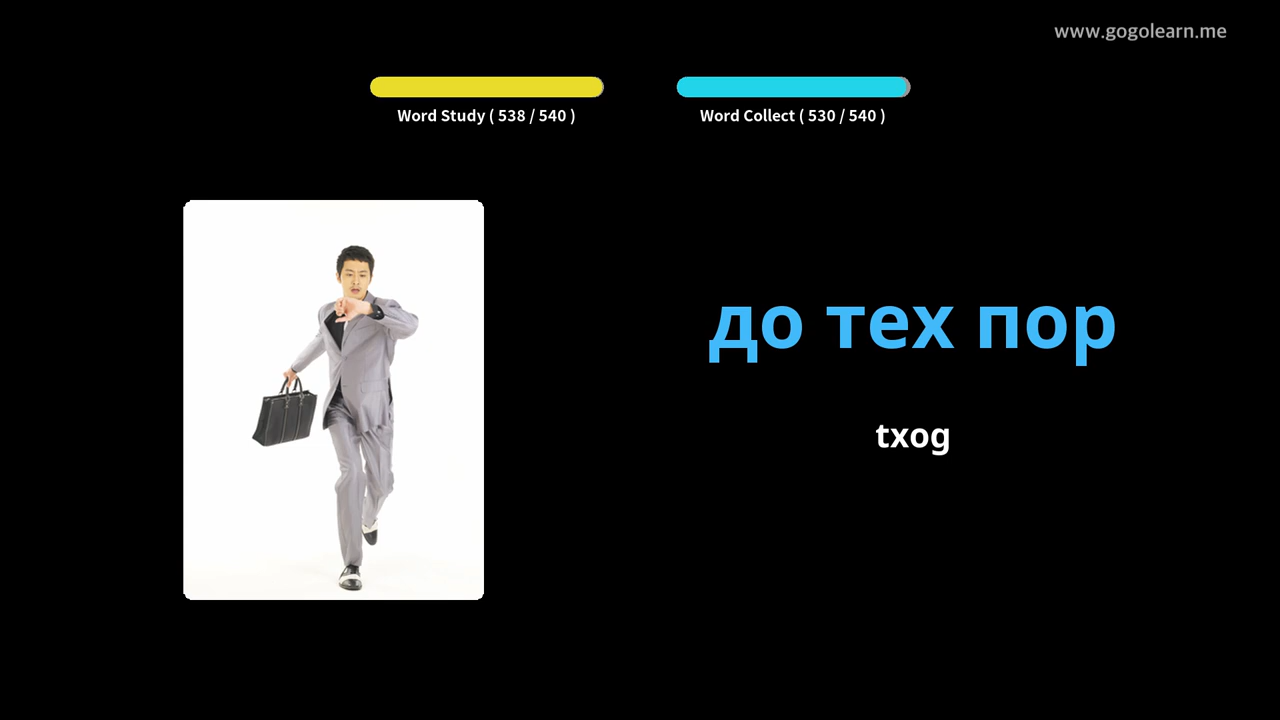 www.gogolearn.me
Word Study ( 538 / 540 )
Word Collect ( 530 / 540 )
до тех пор
txog